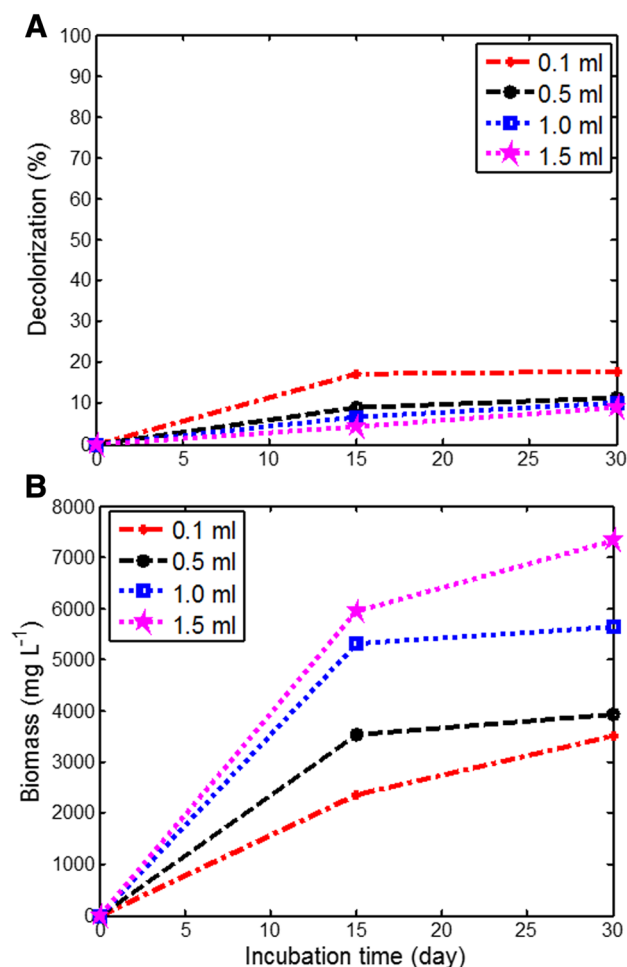 A
100
90
80
70
60
50
40
30
20
10
0
Decolorization (%)
0.1 ml
0.5 ml
1.0 ml
1.5 ml
0 5 10 15 20 25 30
B
8000
7000
6000
5000
4000
3000
2000
1000
0
Biomass (mg L⁻¹)
0.1 ml
0.5 ml
1.0 ml
1.5 ml
0 5 10 15 20 25 30
Incubation time (day)